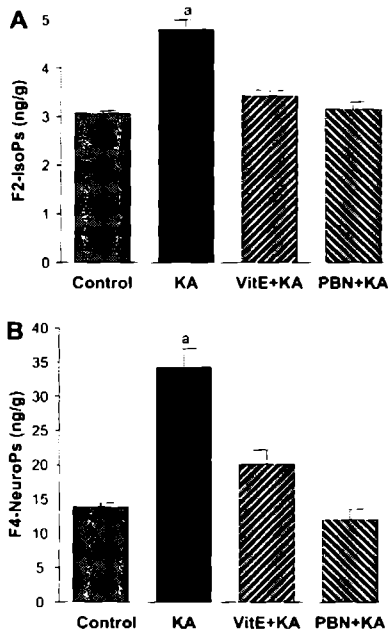 A
F2-IsoPs (ng/g)
5
4
3
2
1
0
a
Control KA VitE+KA PBN+KA
B
F4-NeuroPs (ng/g)
40
35
30
25
20
15
10
5
0
a
Control KA VitE+KA PBN+KA